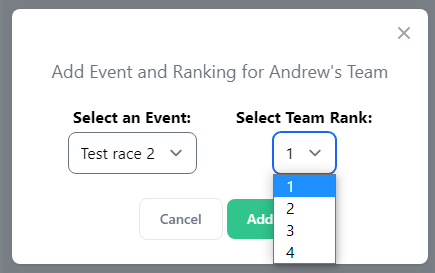 Add Event and Ranking for Andrew's Team
Select an Event: Select Team Rank:
Test race 2 1
1
2
3
4
Cancel Add